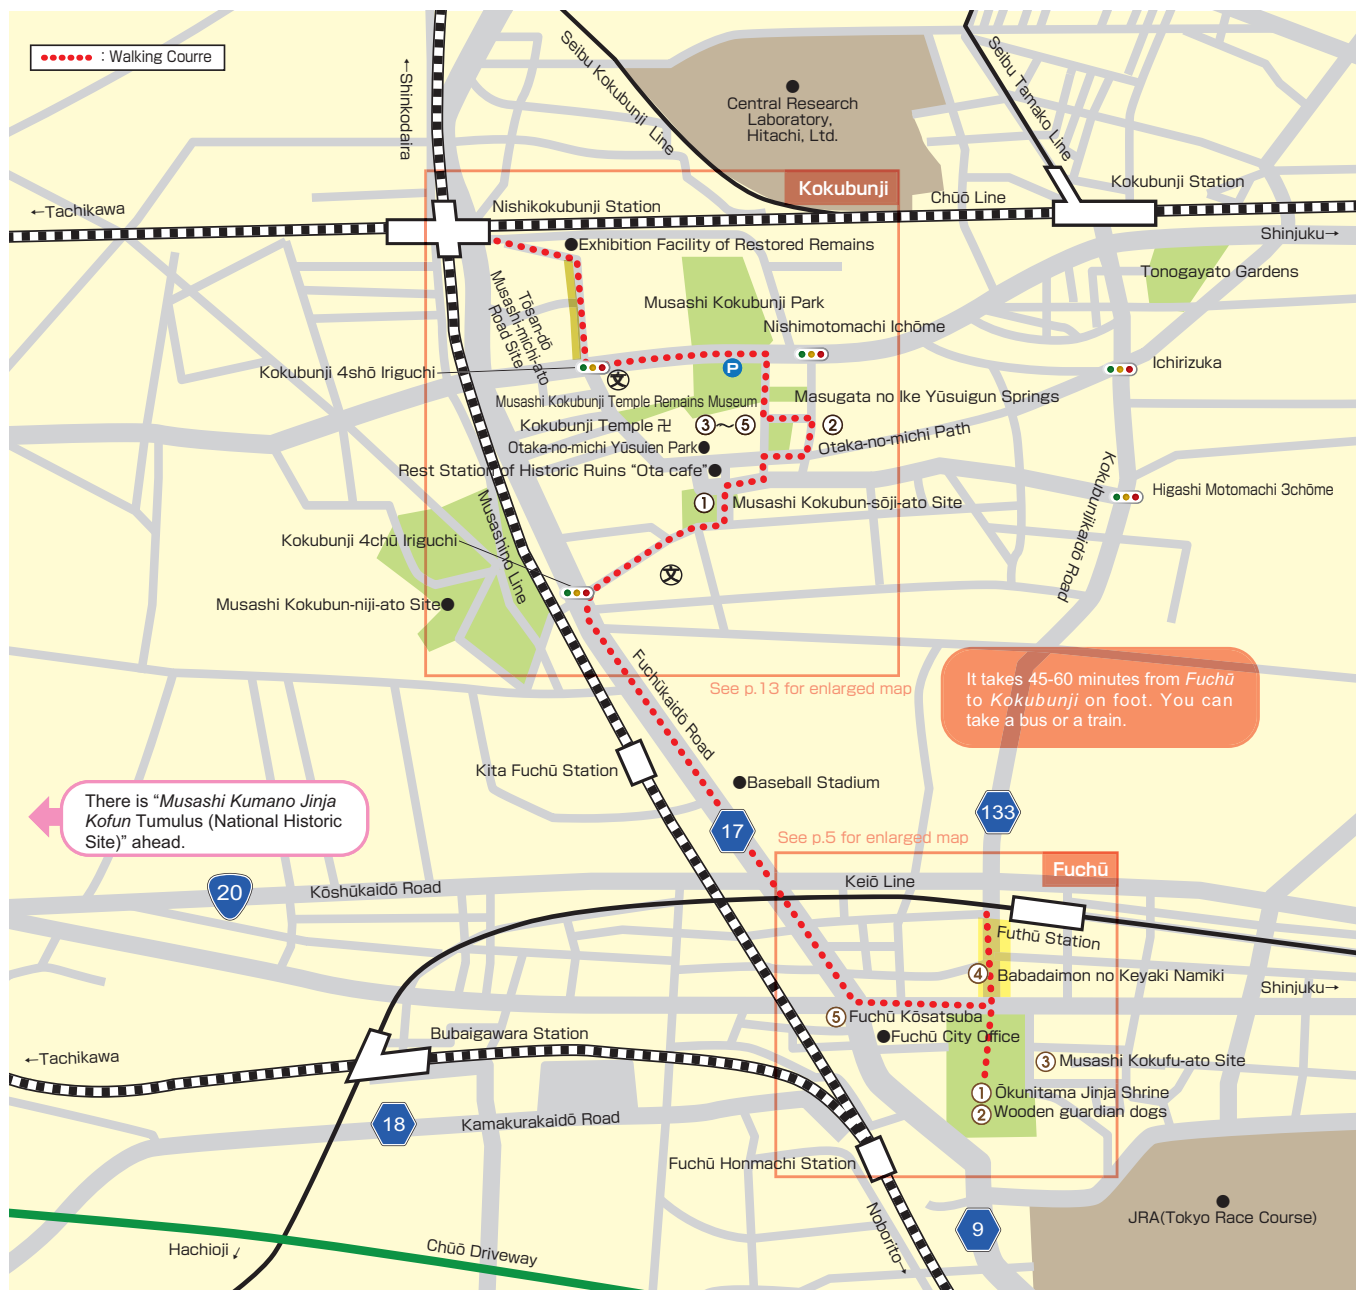 : Walking Courre
←Shinkodaira
Seibu Kokubunji Line
Central Research
Laboratory,
Hitachi, Ltd.
Seibu Tamako Line
Kokubunji
Kokubunji Station
Chūō Line
←Tachikawa
Nishikokubunji Station
Shinjuku→
Exhibition Facility of Restored Remains
Tonogayato Gardens
Tōsan-dō
Musashi-michi-ato
Road Site
Musashi Kokubunji Park
Nishimotomachi Ichōme
Ichirizuka
Kokubunji 4shō Iriguchi
P
文
Musashi Kokubunji Temple Remains Museum
Masugata no Ike Yūsuigun Springs
Kokubunji Temple 卍
③～⑤
②
Otaka-no-michi Path
Otaka-no-michi Yūsuien Park
Rest Station of Historic Ruins “Ota cafe”
Kokubunjikaidō Road
Higashi Motomachi 3chōme
①
Musashi Kokubun-sōji-ato Site
Musashino Line
Kokubunji 4chū Iriguchi
文
Musashi Kokubun-niji-ato Site
Fuchūkaidō Road
See p.13 for enlarged map
It takes 45-60 minutes from Fuchū
to Kokubunji on foot. You can
take a bus or a train.
Kita Fuchū Station
Baseball Stadium
There is “Musashi Kumano Jinja
Kofun Tumulus (National Historic
Site)” ahead.
17
133
See p.5 for enlarged map
Fuchū
20
Kōshūkaidō Road
Keiō Line
Futhū Station
④
Babadaimon no Keyaki Namiki
Shinjuku→
⑤
Fuchū Kōsatsuba
Bubaigawara Station
Fuchū City Office
←Tachikawa
③
Musashi Kokufu-ato Site
①
Ōkunitama Jinja Shrine
②
Wooden guardian dogs
18
Kamakurakaidō Road
Fuchū Honmachi Station
Noborito→
9
JRA(Tokyo Race Course)
Hachioji↓
Chūō Driveway